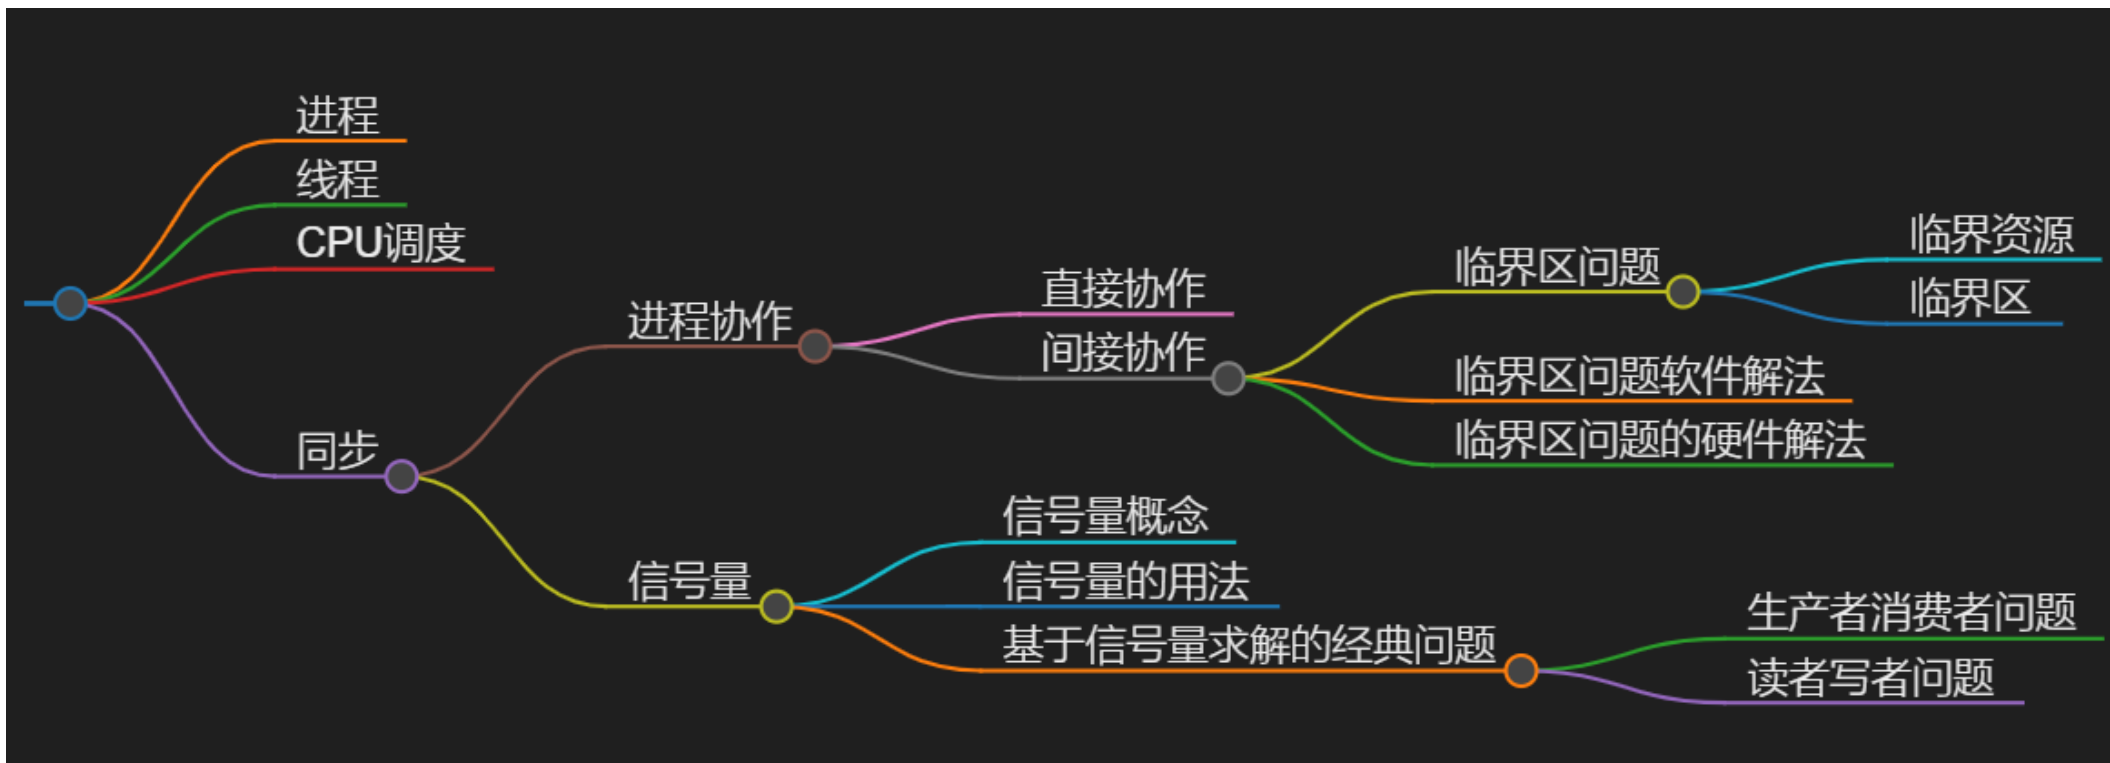 进程
线程
CPU调度
同步
进程协作
直接协作
间接协作
临界区问题
临界资源
临界区
临界区问题软件解法
临界区问题的硬件解法
信号量
信号量概念
信号量的用法
基于信号量求解的经典问题
生产者消费者问题
读者写者问题